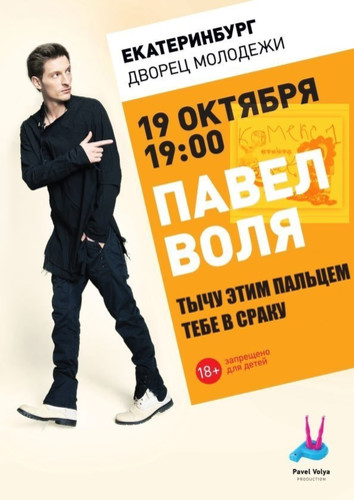 ЕКАТЕРИНБУРГ
ДВОРЕЦ МОЛОДЕЖИ
19 ОКТЯБРЯ
19:00
ПАВЕЛ
ВОЛЯ
ТЫЧУ ЭТИМ ПАЛЬЦЕМ
ТЕБЕ В СРАКУ
18+ запрещено
для детей
Pavel Volya
PRODUCTION